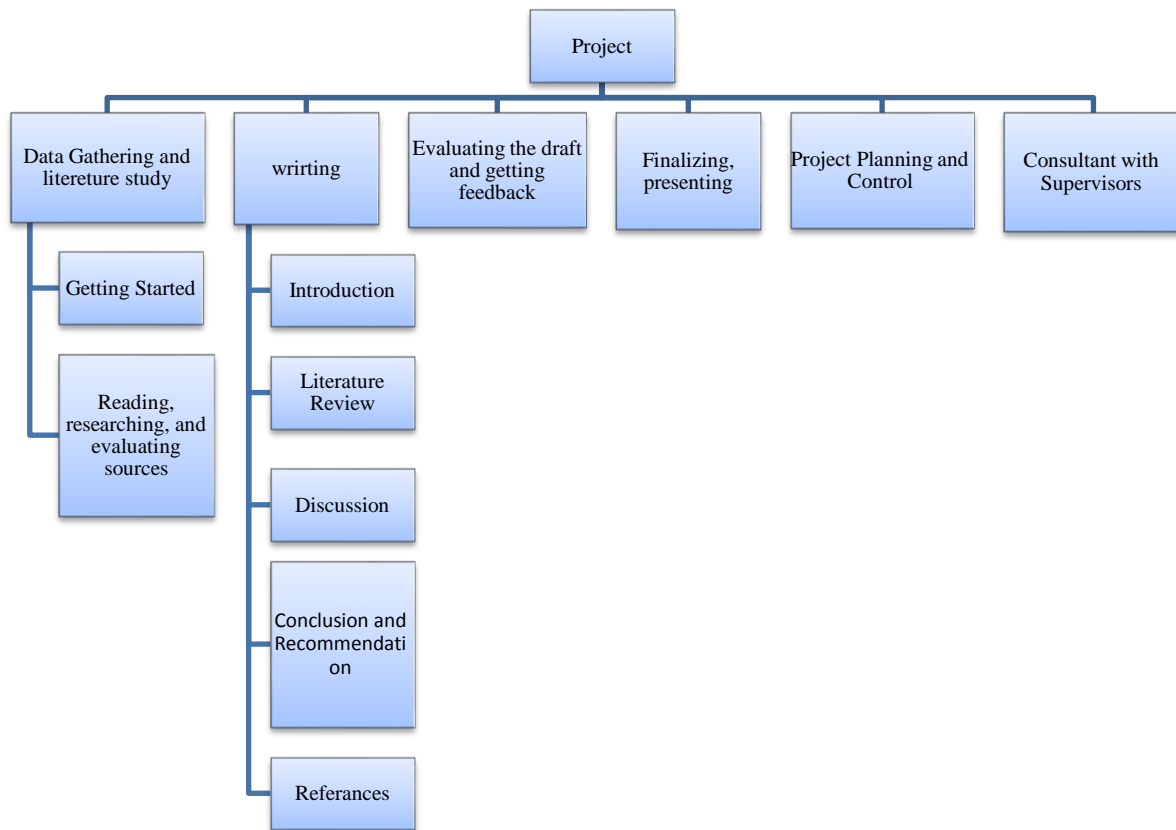 Project
Data Gathering and
litereture study
wrirting
Evaluating the draft
and getting
feedback
Finalizing,
presenting
Project Planning and
Control
Consultant with
Supervisors
Getting Started
Reading,
researching, and
evaluating
sources
Introduction
Literature
Review
Discussion
Conclusion and
Recommendati
on
Referances